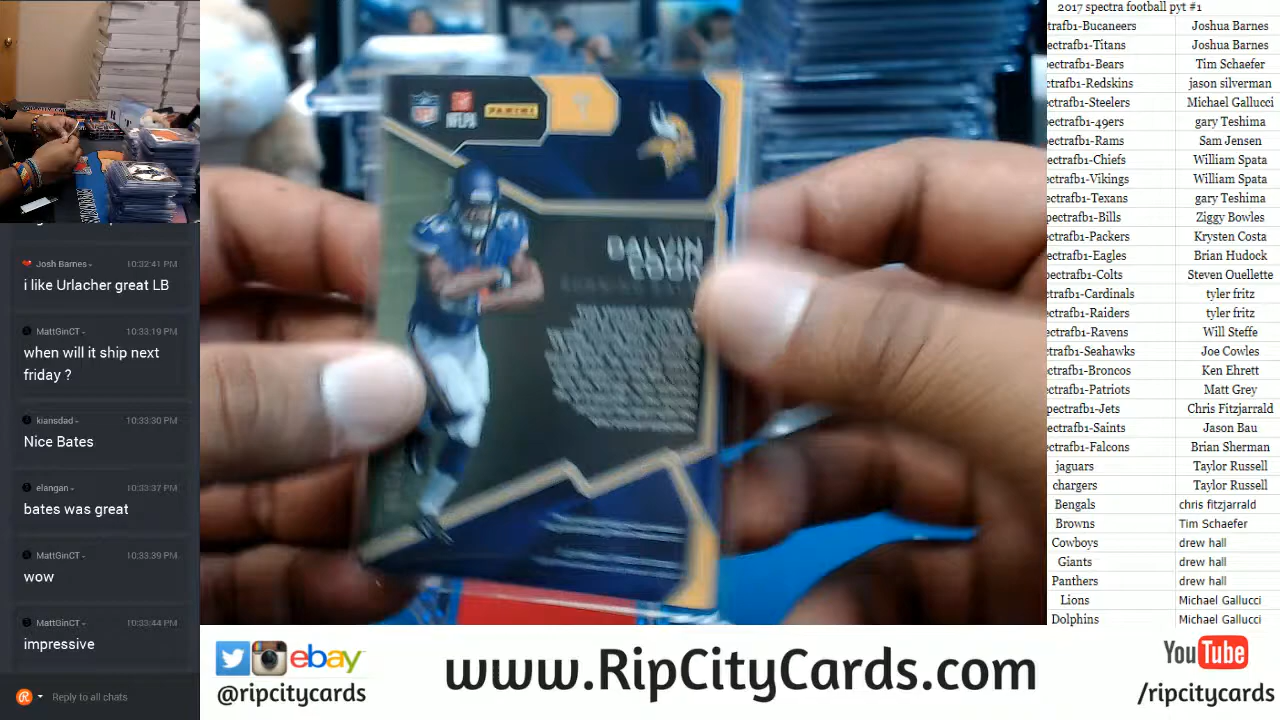 2017 spectra football pyt #1
trafb1-Bucaneers Joshua Barnes
ectrafb1-Titans Joshua Barnes
ectrafb1-Bears Tim Schaefer
ectrafb1-Redskins jason silverman
ectrafb1-Steelers Michael Gallucci
ectrafb1-49ers gary Teshima
ectrafb1-Rams Sam Jensen
ectrafb1-Chiefs William Spata
ectrafb1-Vikings William Spata
ectrafb1-Texans gary Teshima
pectrafb1-Bills Ziggy Bowles
ectrafb1-Packers Krysten Costa
ectrafb1-Eagles Brian Hudock
pectrafb1-Colts Steven Ouellette
ctrafb1-Cardinals tyler fritz
ectrafb1-Raiders tyler fritz
ectrafb1-Ravens Will Steffe
ctrafb1-Seahawks Joe Cowles
ectrafb1-Broncos Ken Ehrett
ectrafb1-Patriots Matt Grey
pectrafb1-Jets Chris Fitzjarrald
ectrafb1-Saints Jason Bau
ectrafb1-Falcons Brian Sherman
jaguars Taylor Russell
chargers Taylor Russell
Bengals chris fitzjarrald
Browns Tim Schaefer
Cowboys drew hall
Giants drew hall
Panthers drew hall
Lions Michael Gallucci
Dolphins Michael Gallucci
Josh Barnes 10:32:41 PM
i like Urlacher great LB
MattGinCT 10:33:19 PM
when will it ship next
friday ?
kiansdad 10:33:30 PM
Nice Bates
elangan 10:33:37 PM
bates was great
MattGinCT 10:33:39 PM
wow
MattGinCT 10:33:44 PM
impressive
Reply to all chats
NFL
PANINI
DALVIN
COOK
ebay
@ripcitycards
www.RipCityCards.com
YouTube
/ripcitycards